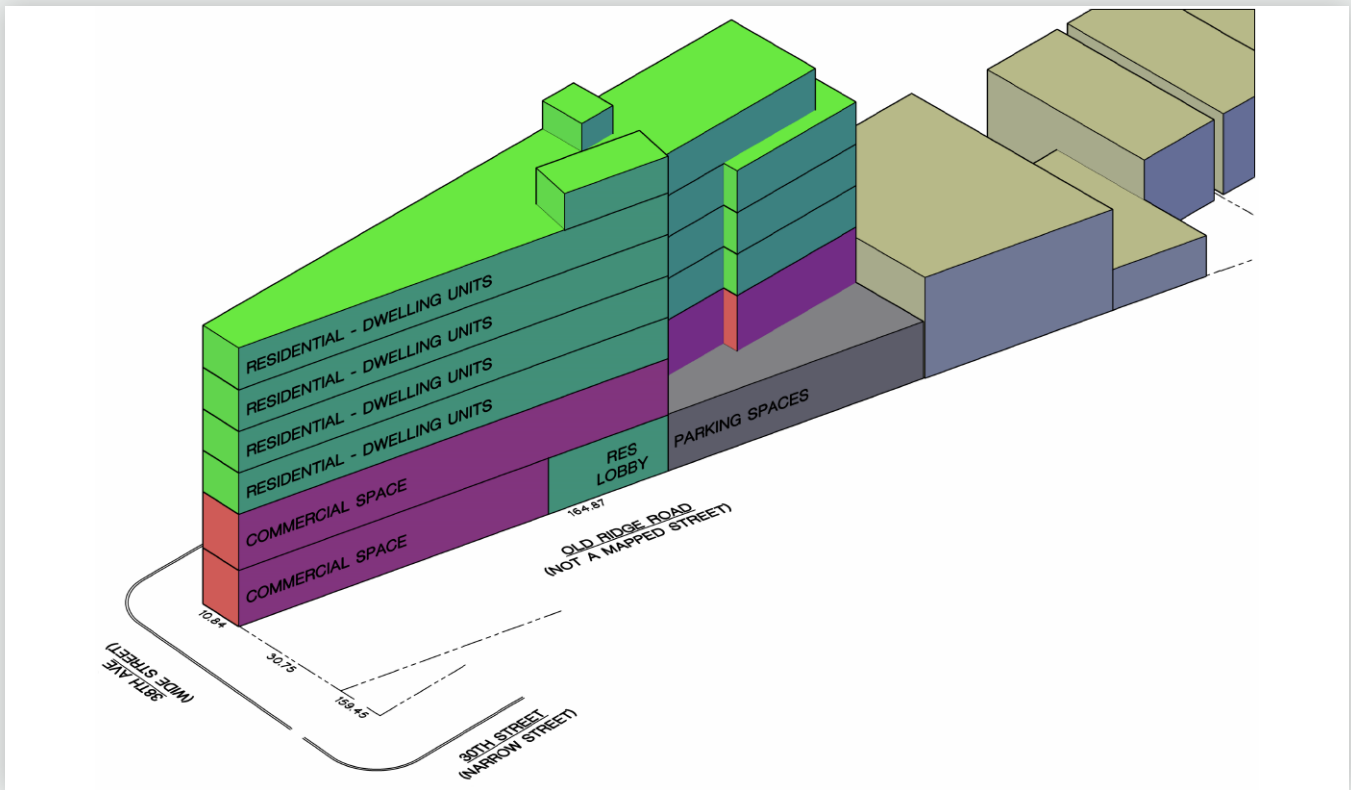 RESIDENTIAL - DWELLING UNITS
RESIDENTIAL - DWELLING UNITS
RESIDENTIAL - DWELLING UNITS
RESIDENTIAL - DWELLING UNITS
COMMERCIAL SPACE
COMMERCIAL SPACE
RES
LOBBY
PARKING SPACES
164.87
OLD RIDGE ROAD
(NOT A MAPPED STREET)
10.84
30.75
159.45
38TH AVE
(WIDE STREET)
30TH STREET
(NARROW STREET)